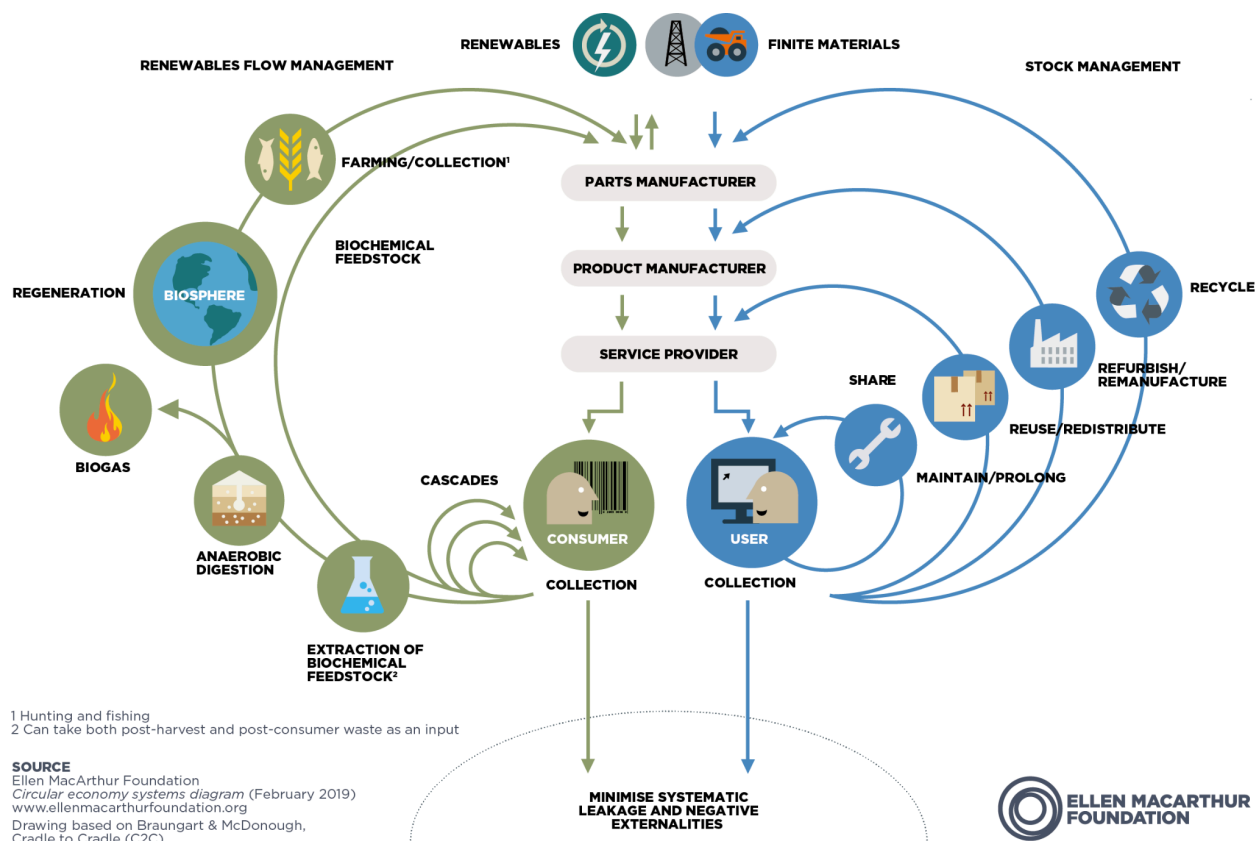 RENEWABLES
FINITE MATERIALS
RENEWABLES FLOW MANAGEMENT
STOCK MANAGEMENT
FARMING/COLLECTION¹
PARTS MANUFACTURER
BIOCHEMICAL
FEEDSTOCK
PRODUCT MANUFACTURER
REGENERATION
BIOSPHERE
RECYCLE
SERVICE PROVIDER
SHARE
REFURBISH/
REMANUFACTURE
REUSE/REDISTRIBUTE
BIOGAS
CASCADES
MAINTAIN/PROLONG
CONSUMER
USER
ANAEROBIC
DIGESTION
COLLECTION
COLLECTION
EXTRACTION OF
BIOCHEMICAL
FEEDSTOCK²
1 Hunting and fishing
2 Can take both post-harvest and post-consumer waste as an input
SOURCE
Ellen MacArthur Foundation
Circular economy systems diagram (February 2019)
www.ellenmacarthurfoundation.org
Drawing based on Braungart & McDonough,
Cradle to Cradle (C2C)
MINIMISE SYSTEMATIC
LEAKAGE AND NEGATIVE
EXTERNALITIES
ELLEN MACARTHUR
FOUNDATION